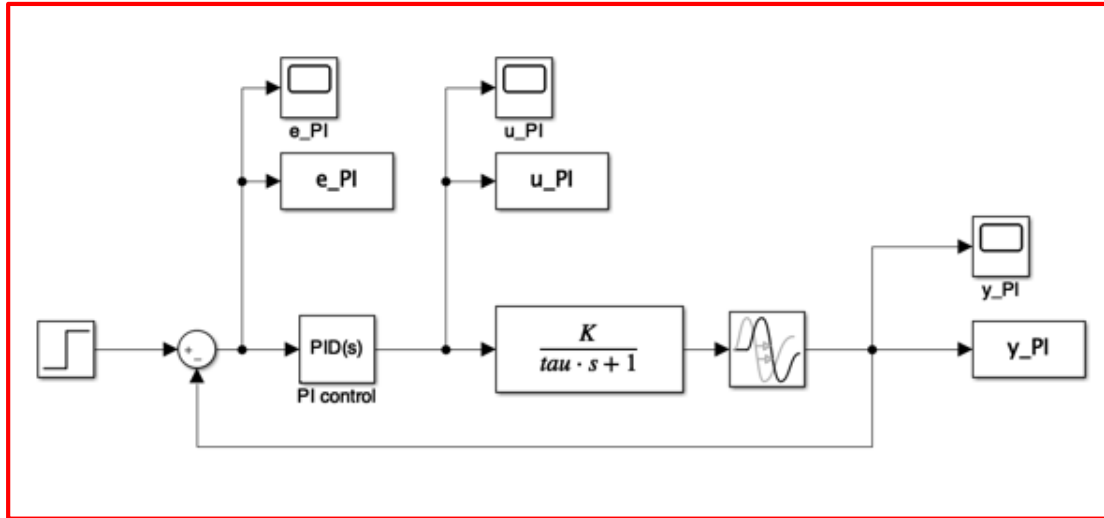 e_PI
u_PI
e_PI
u_PI
y_PI
+
−
PID(s)
PI control
K
tau · s + 1
y_PI